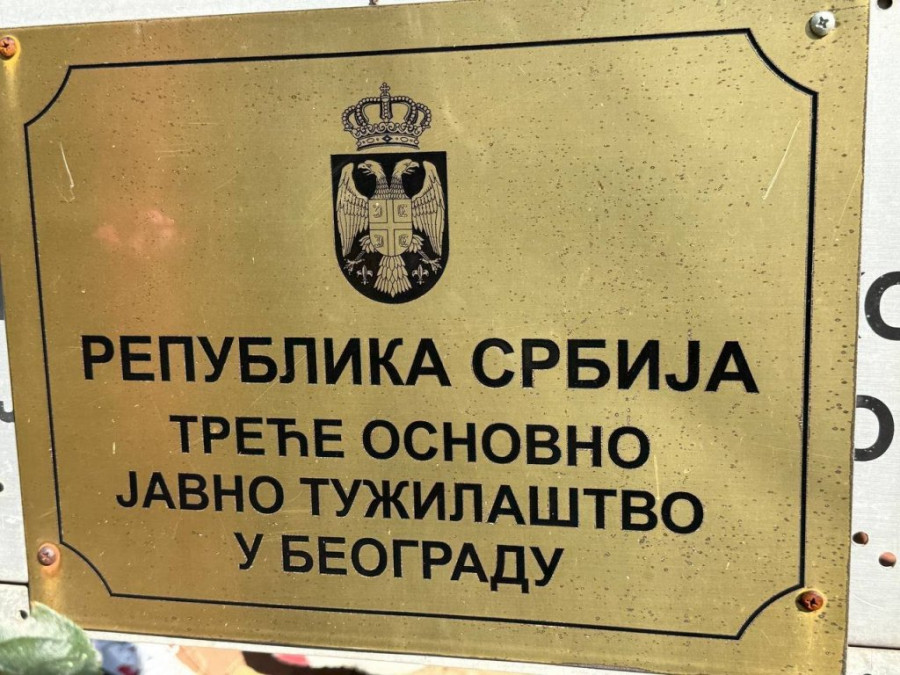 РЕПУБЛИКА СРБИЈА
ТРЕЋЕ ОСНОВНО
ЈАВНО ТУЖИЛАШТВО
У БЕОГРАДУ